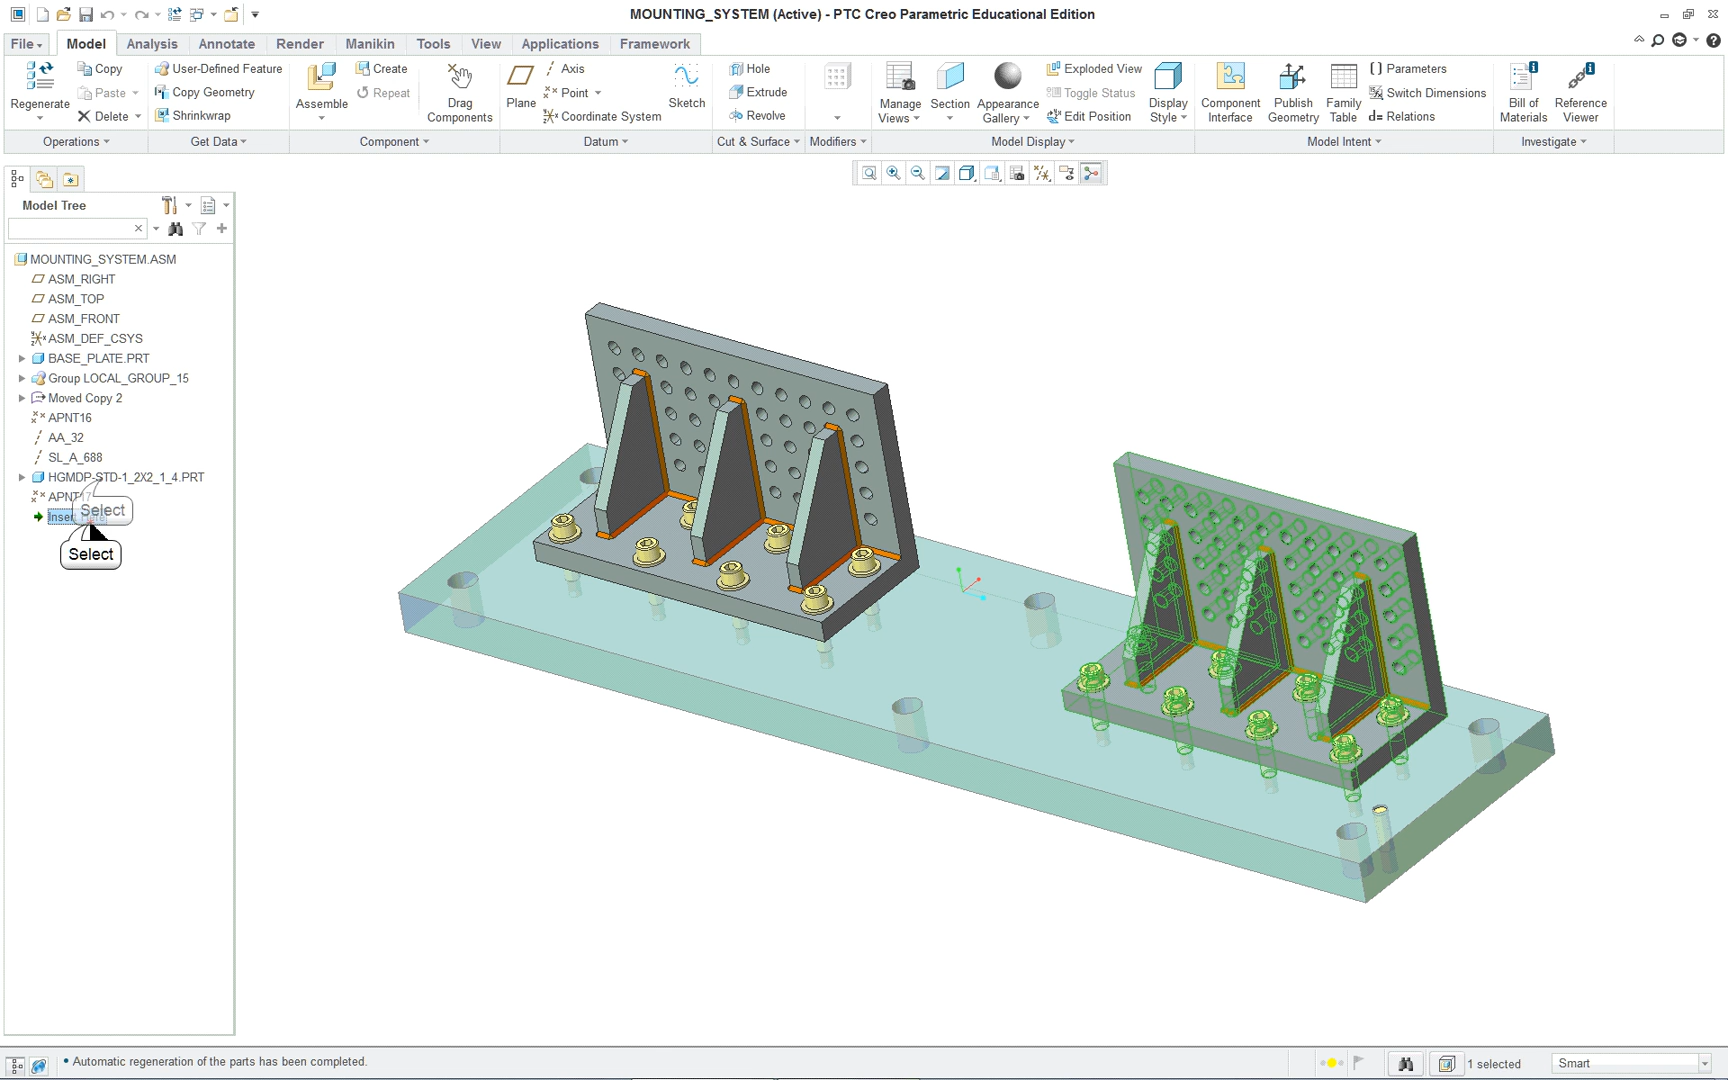 MOUNTING_SYSTEM (Active) - PTC Creo Parametric Educational Edition
File Model Analysis Annotate Render Manikin Tools View Applications Framework
Regenerate
Copy
Paste
Delete
Operations
User-Defined Feature
Copy Geometry
Shrinkwrap
Get Data
Assemble
Create
Repeat
Drag
Components
Component
Plane
Axis
Point
Coordinate System
Sketch
Datum
Hole
Extrude
Revolve
Cut & Surface
Modifiers
Manage
Views
Section
Appearance
Gallery
Exploded View
Toggle Status
Edit Position
Display
Style
Model Display
Component
Interface
Publish
Geometry
Family
Table
Parameters
Switch Dimensions
d= Relations
Model Intent
Bill of
Materials
Reference
Viewer
Investigate
Model Tree
MOUNTING_SYSTEM.ASM
ASM_RIGHT
ASM_TOP
ASM_FRONT
ASM_DEF_CSYS
BASE_PLATE.PRT
Group LOCAL_GROUP_15
Moved Copy 2
APNT16
AA_32
SL_A_688
HGMDP-STD-1_2X2_1_4.PRT
APNT17
Select
Insert Here
Select
• Automatic regeneration of the parts has been completed.
1 selected
Smart